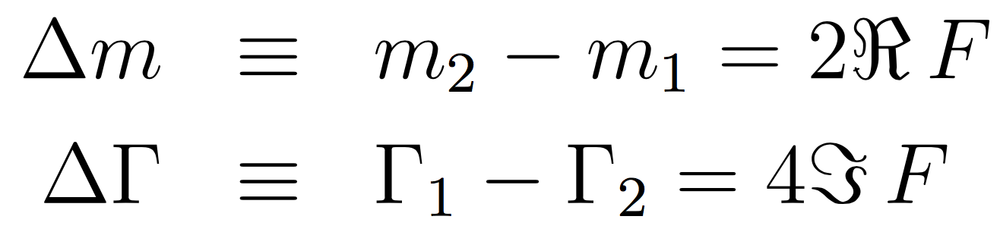 Δm ≡ m₂ − m₁ = 2ℜ F
ΔΓ ≡ Γ₁ − Γ₂ = 4ℑ F